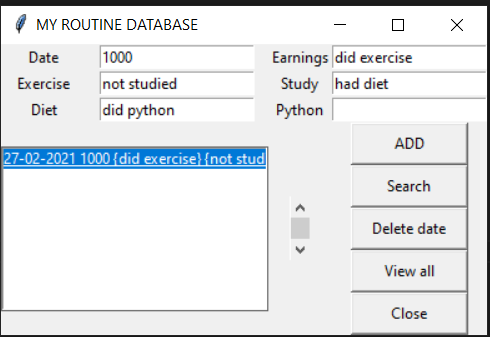 MY ROUTINE DATABASE
Date 1000 Earnings did exercise
Exercise not studied Study had diet
Diet did python Python
27-02-2021 1000 {did exercise} {not stud
ADD
Search
Delete date
View all
Close